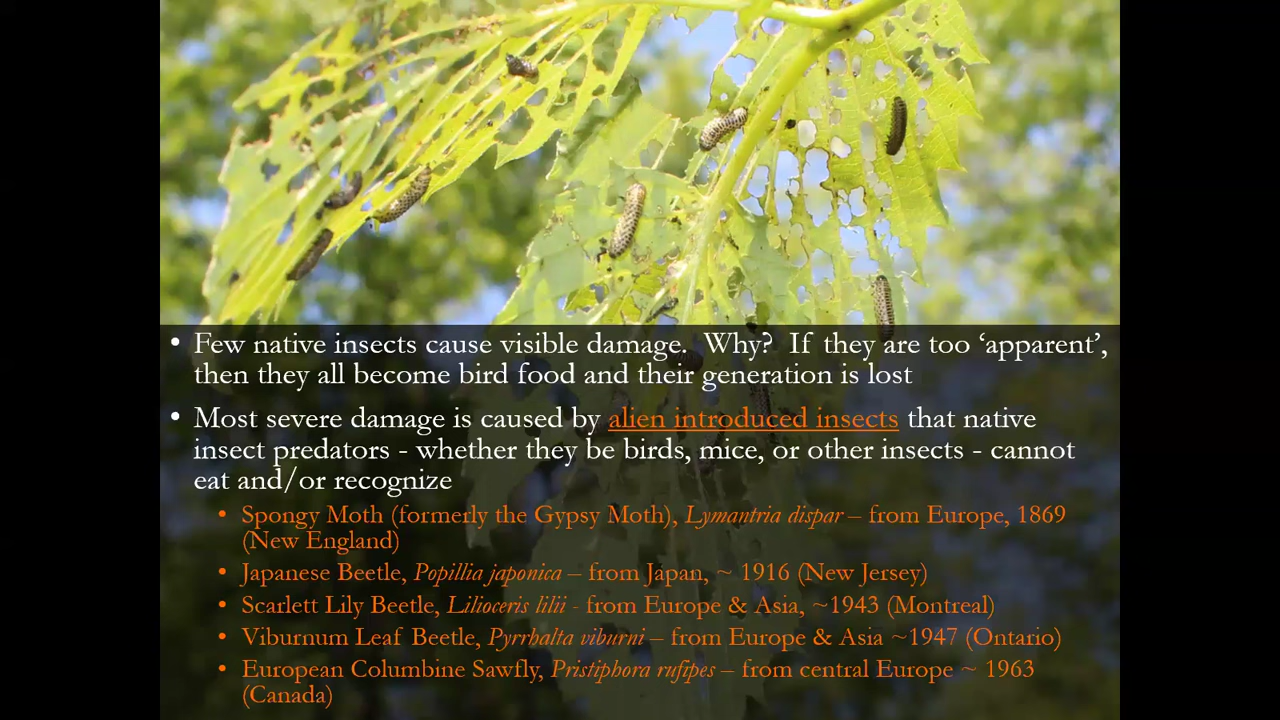 • Few native insects cause visible damage.  Why?  If they are too ‘apparent’,
then they all become bird food and their generation is lost
• Most severe damage is caused by alien introduced insects that native
insect predators - whether they be birds, mice, or other insects - cannot
eat and/or recognize
• Spongy Moth (formerly the Gypsy Moth), Lymantria dispar – from Europe, 1869
(New England)
• Japanese Beetle, Popillia japonica – from Japan, ~ 1916 (New Jersey)
• Scarlett Lily Beetle, Lilioceris lilii - from Europe & Asia, ~1943 (Montreal)
• Viburnum Leaf Beetle, Pyrrhalta viburni – from Europe & Asia ~1947 (Ontario)
• European Columbine Sawfly, Pristiphora rufipes – from central Europe ~ 1963
(Canada)